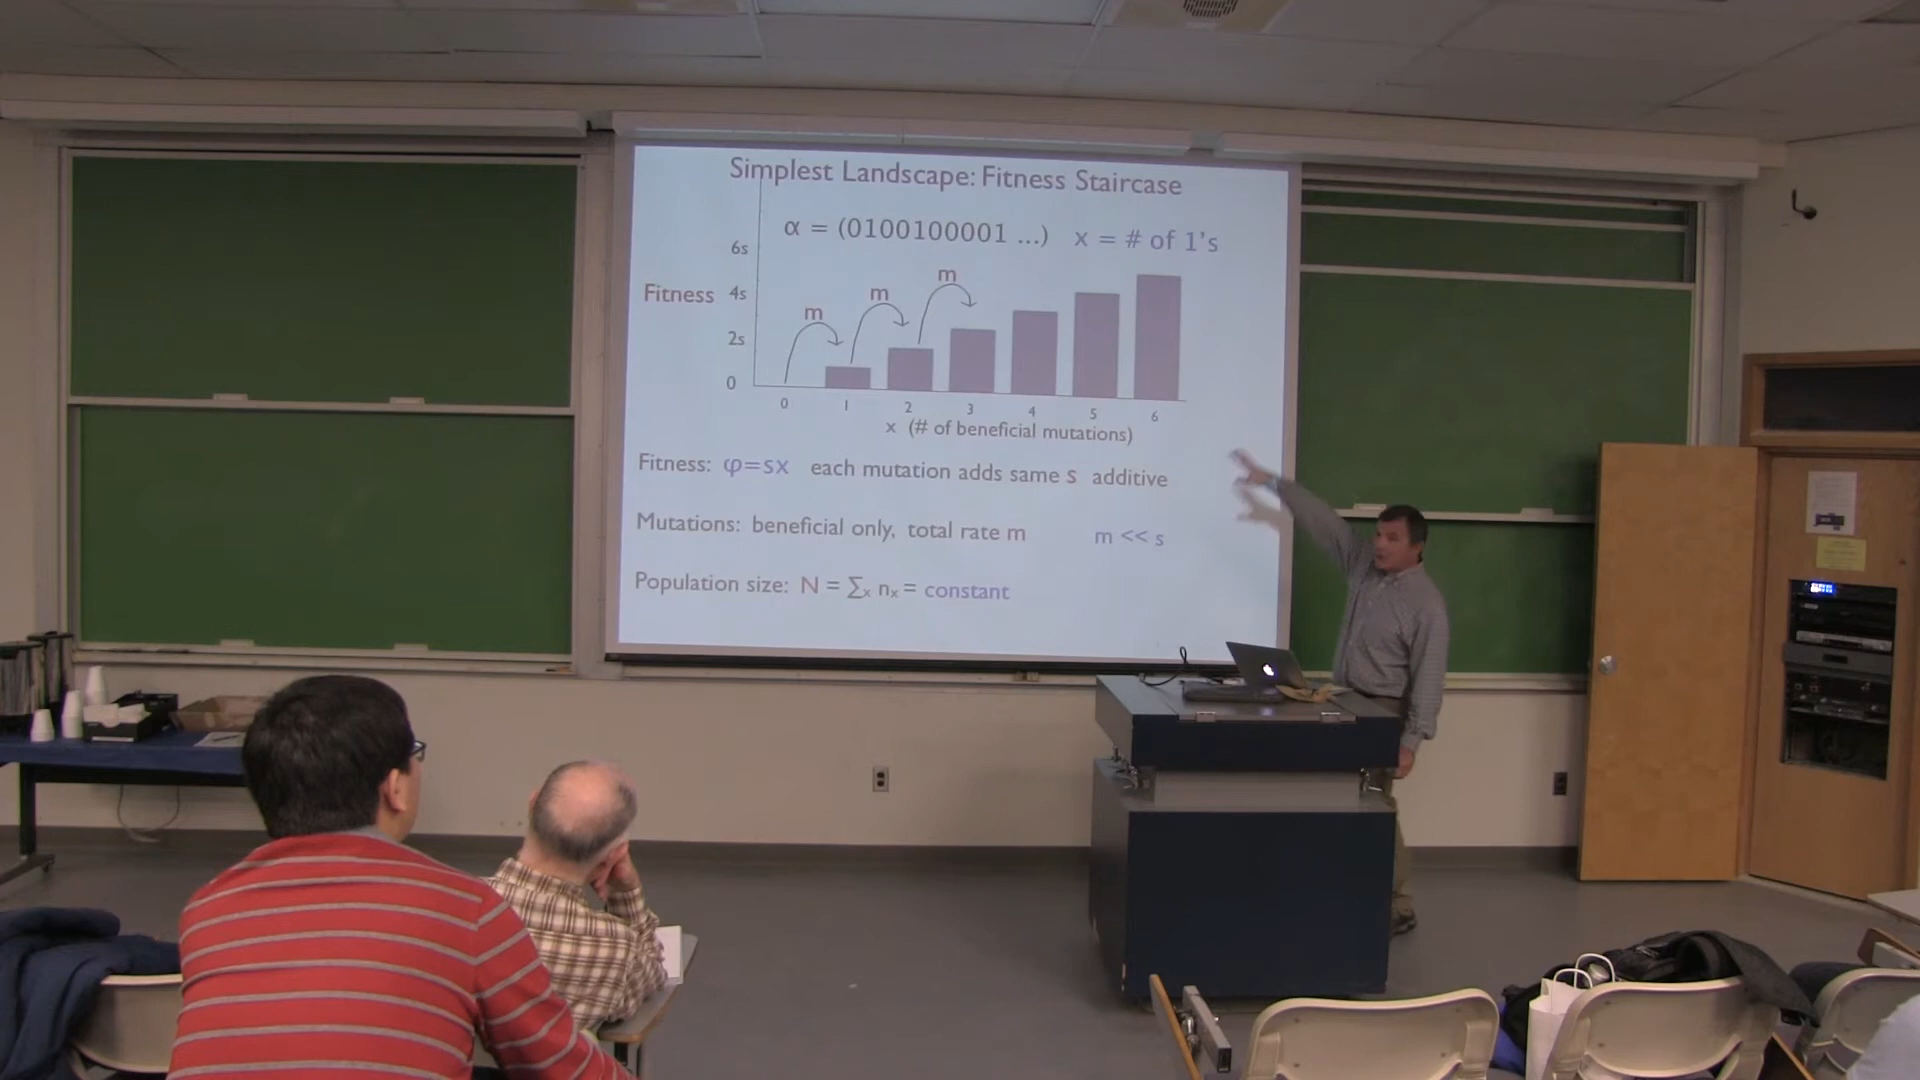 Simplest Landscape: Fitness Staircase
α = (0100100001 ...) x = # of 1's
6s
m
Fitness 4s
m
m
2s
0
0 1 2 3 4 5 6
x (# of beneficial mutations)
Fitness: φ=sx each mutation adds same s additive
Mutations: beneficial only, total rate m m << s
Population size: N = ∑x nx = constant